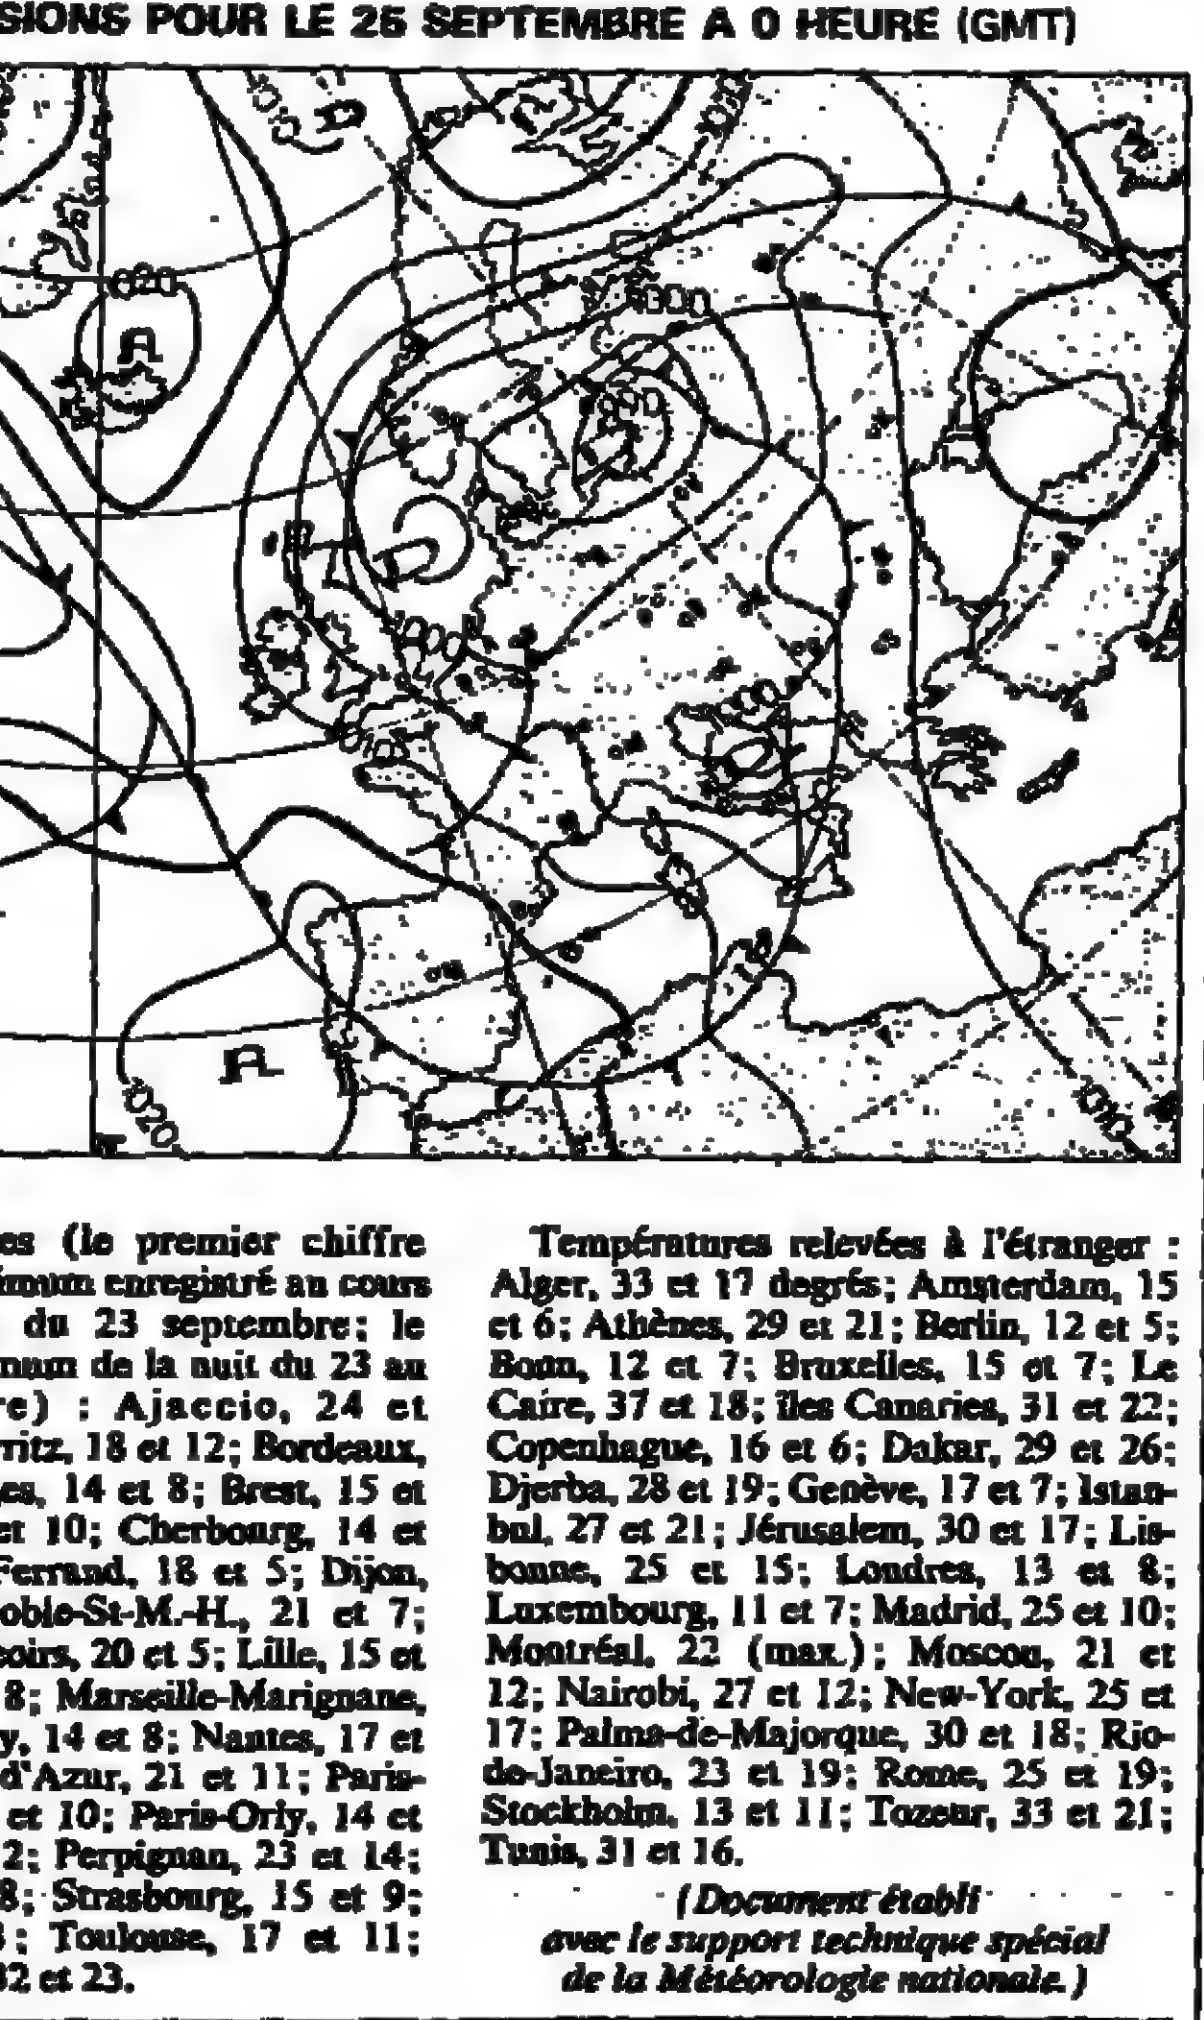 SIONS POUR LE 26 SEPTEMBRE A 0 HEURE (GMT)
1020
1000
990
1000
1010
1020
1010
es (le premier chiffre
imum enregistré au cours
du 23 septembre; le
mum de la nuit du 23 au
re) : Ajaccio, 24 et
rritz, 18 et 12; Bordeaux,
es, 14 et 8; Brest, 15 et
et 10; Cherbourg, 14 et
Ferrand, 18 et 5; Dijon,
oble-St-M.-H., 21 et 7;
oirs, 20 et 5; Lille, 15 et
8; Marseille-Marignane,
y, 14 et 8; Nantes, 17 et
d'Azur, 21 et 11; Paris-
et 10; Paris-Orly, 14 et
2; Perpignan, 23 et 14;
8; Strasbourg, 15 et 9;
; Toulouse, 17 et 11;
32 et 23.
Températures relevées à l'étranger :
Alger, 33 et 17 degrés; Amsterdam, 15
et 6; Athènes, 29 et 21; Berlin, 12 et 5;
Bonn, 12 et 7; Bruxelles, 15 et 7; Le
Caire, 37 et 18; îles Canaries, 31 et 22;
Copenhague, 16 et 6; Dakar, 29 et 26;
Djerba, 28 et 19; Genève, 17 et 7; Istan-
bul, 27 et 21; Jérusalem, 30 et 17; Lis-
bonne, 25 et 15; Londres, 13 et 8;
Luxembourg, 11 et 7; Madrid, 25 et 10;
Montréal, 22 (max.); Moscou, 21 et
12; Nairobi, 27 et 12; New-York, 25 et
17; Palma-de-Majorque, 30 et 18; Rio-
de-Janeiro, 23 et 19; Rome, 25 et 19;
Stockholm, 13 et 11; Tozeur, 33 et 21;
Tunis, 31 et 16.
(Document établi
avec le support technique spécial
de la Météorologie nationale.)